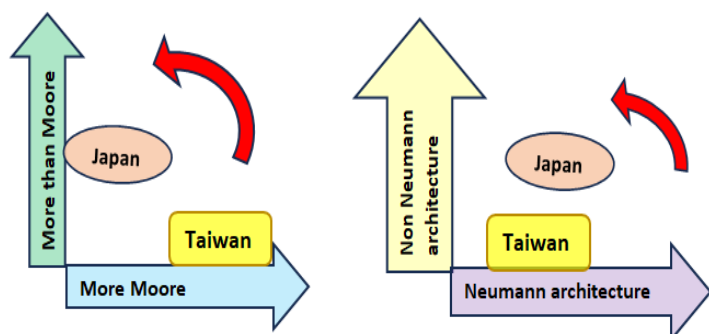 More than Moore
Japan
Taiwan
More Moore
Non Neumann
architecture
Japan
Taiwan
Neumann architecture